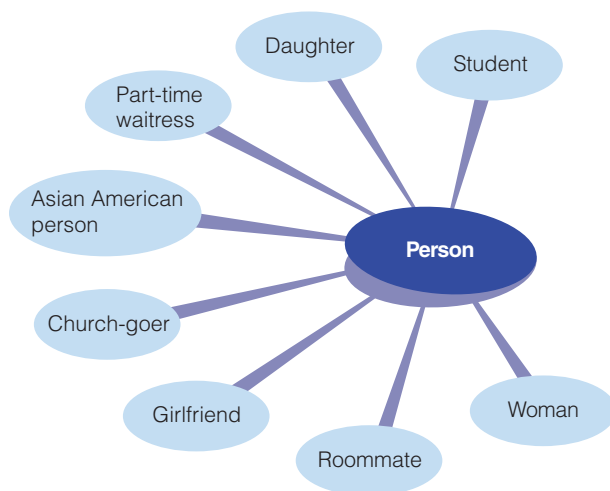 Daughter
Student
Part-time
waitress
Asian American
person
Person
Church-goer
Girlfriend
Woman
Roommate